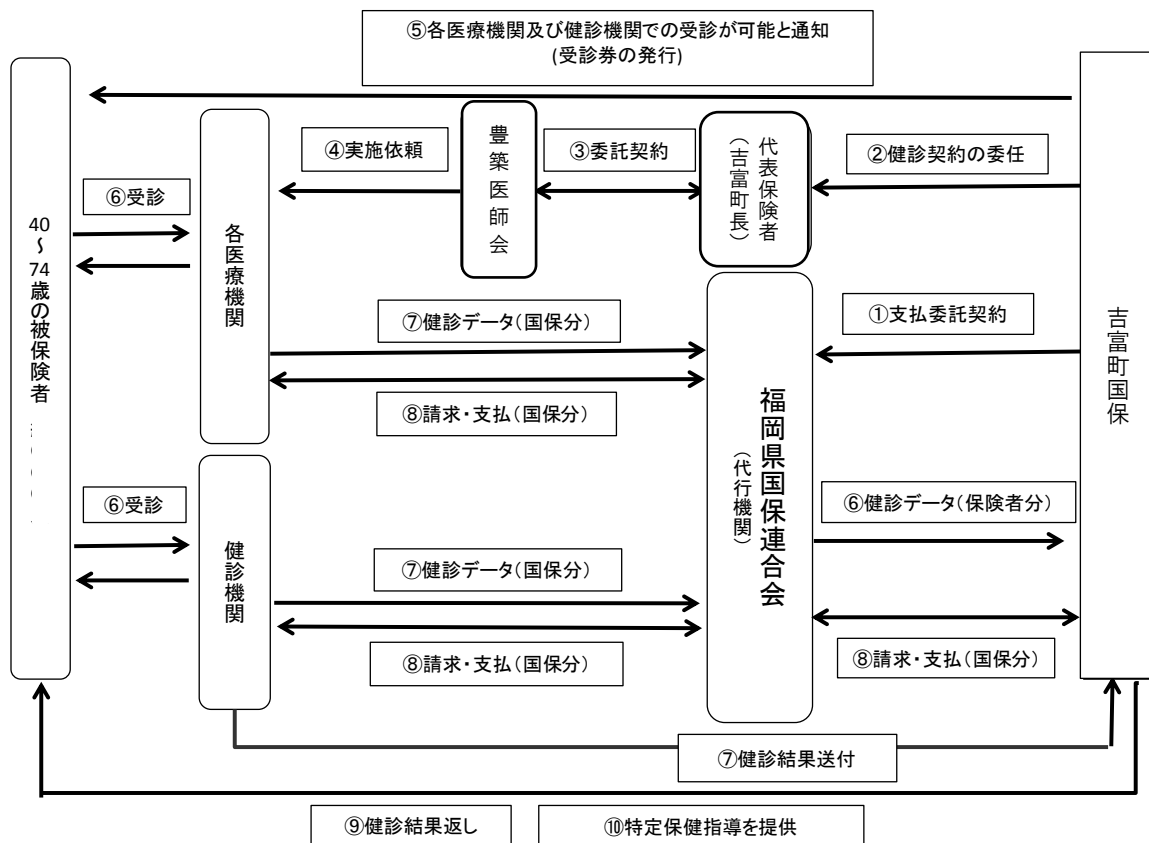 ⑤各医療機関及び健診機関での受診が可能と通知
(受診券の発行)
④実施依頼
豊築医師会
③委託契約
代表保険者
（吉富町長）
②健診契約の委任
⑥受診
40～74歳の被保険者
各医療機関
⑦健診データ（国保分）
①支払委託契約
吉富町国保
⑧請求・支払（国保分）
福岡県国保連合会
（代行機関）
⑥受診
⑥健診データ（保険者分）
健診機関
⑦健診データ（国保分）
⑧請求・支払（国保分）
⑧請求・支払（国保分）
⑦健診結果送付
⑨健診結果返し
⑩特定保健指導を提供